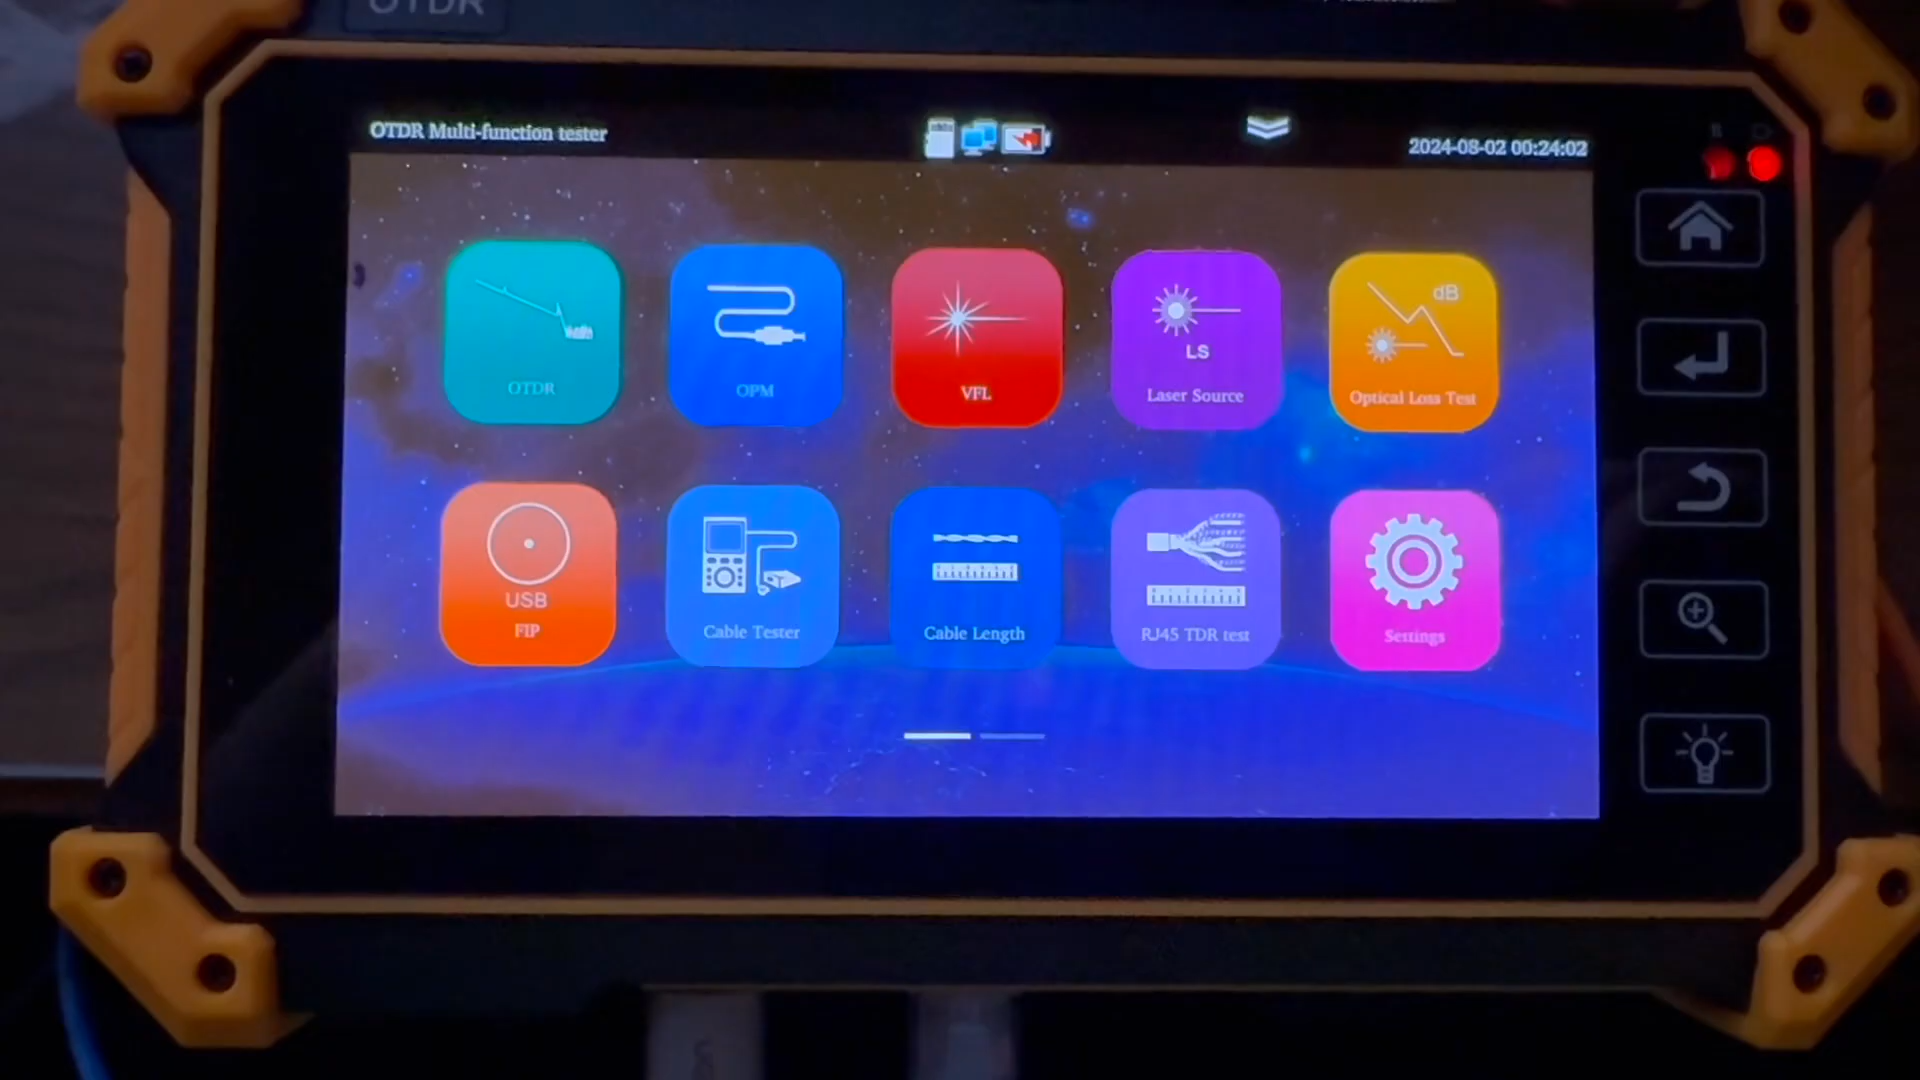 OTDR
OTDR Multi-function tester
2024-08-02 00:24:02
OTDR
OPM
VFL
LS
Laser Source
dB
Optical Loss Test
USB
FIP
Cable Tester
Cable Length
RJ45 TDR test
Settings